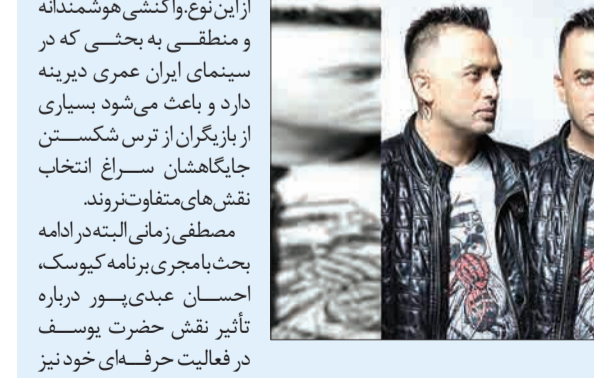 از این نوع. واکنشی هوشمندانه
و منطقی به بحثی که در
سینمای ایران عمری دیرینه
دارد و باعث می‌شود بسیاری
از بازیگران از ترس شکستن
جایگاهشان سراغ انتخاب
نقش‌های متفاوت نروند.
مصطفی زمانی البته در ادامه
بحث با مجری برنامه کیوسک،
احسان عبدی‌پور درباره
تأثیر نقش حضرت یوسف
در فعالیت حرفه‌ای خود نیز